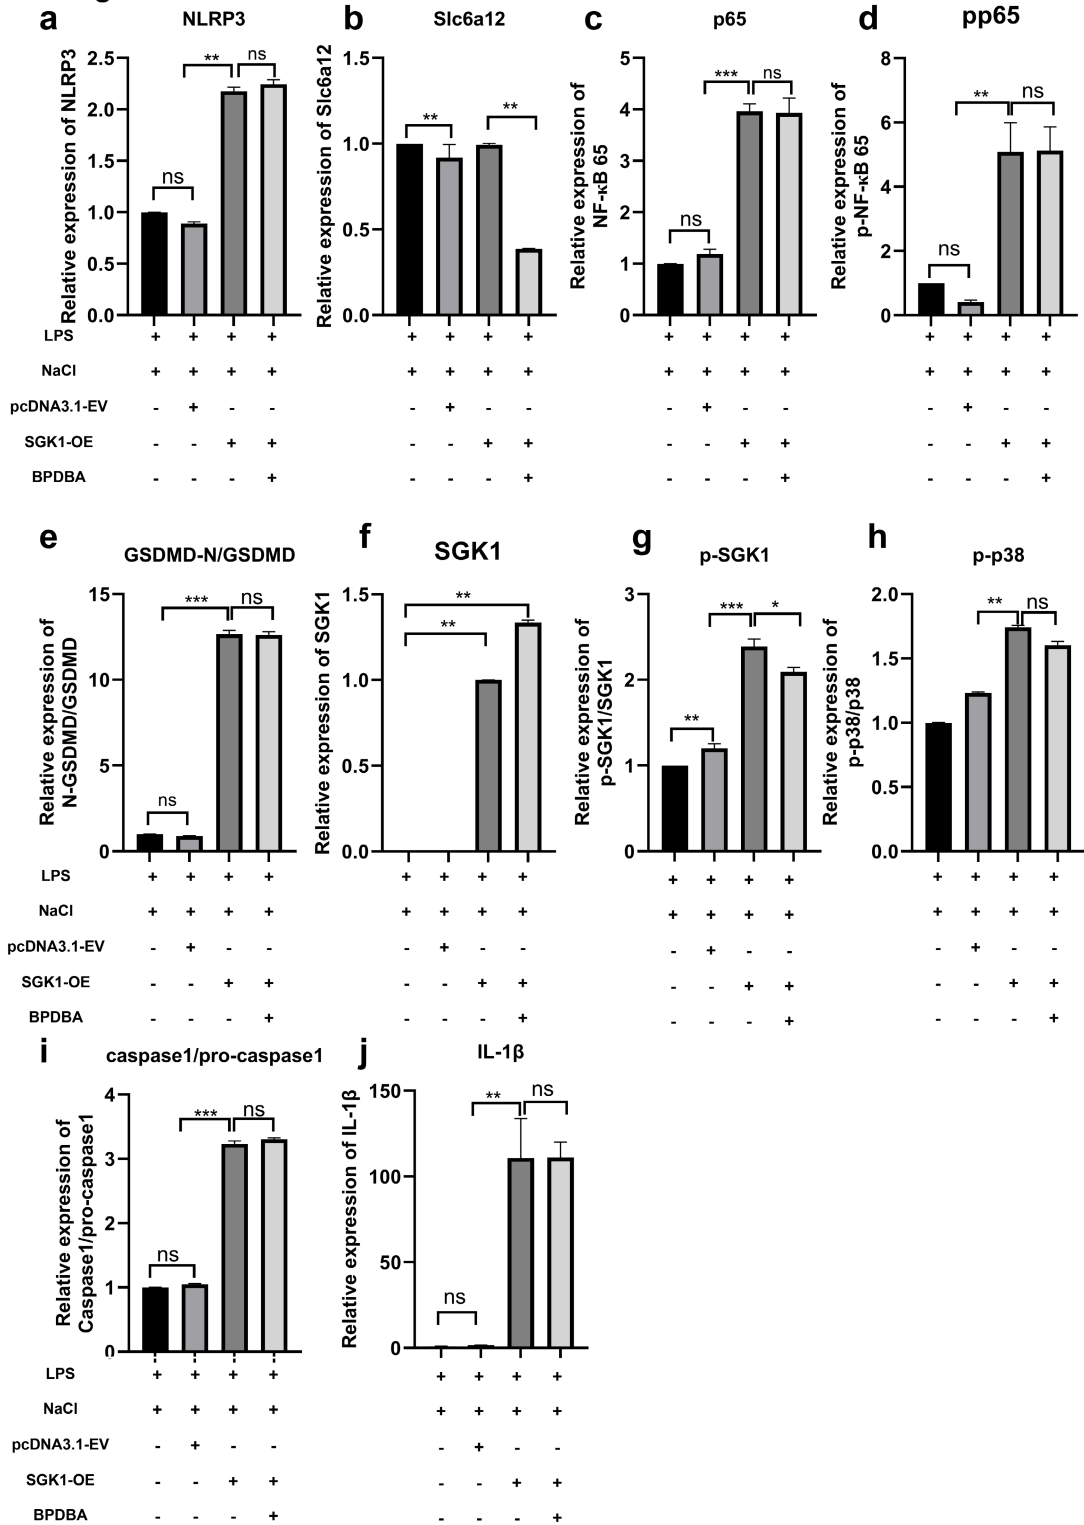 a NLRP3 b Slc6a12 c p65 d pp65
Relative expression of NLRP3
2.5
2.0
1.5
1.0
0.5
0.0
ns
**
ns
Relative expression of Slc6a12
1.5
1.0
0.5
0.0
**
**
Relative expression of
NF-κB 65
5
4
3
2
1
0
ns
***
ns
Relative expression of
p-NF-κB 65
8
6
4
2
0
ns
**
ns
LPS + + + + + + + + + + + + + + + +
NaCl + + + + + + + + + + + + + + + +
pcDNA3.1-EV - + - - - + - - - + - - - + - -
SGK1-OE - - + + - - + + - - + + - - + +
BPDBA - - - + - - - + - - - + - - - +
e GSDMD-N/GSDMD f SGK1 g p-SGK1 h p-p38
Relative expression of
N-GSDMD/GSDMD
15
10
5
0
ns
***
ns
Relative expression of SGK1
1.5
1.0
0.5
0.0
**
**
Relative expression of
p-SGK1/SGK1
3
2
1
0
**
***
*
Relative expression of
p-p38/p38
2.0
1.5
1.0
0.5
0.0
**
ns
LPS + + + + + + + + + + + + + + + +
NaCl + + + + + + + + + + + + + + + +
pcDNA3.1-EV - + - - - + - - - + - - - + - -
SGK1-OE - - + + - - + + - - + + - - + +
BPDBA - - - + - - - + - - - + - - - +
i caspase1/pro-caspase1 j IL-1β
Relative expression of
Caspase1/pro-caspase1
4
3
2
1
0
ns
***
ns
Relative expression of IL-1β
150
100
50
0
ns
**
ns
LPS + + + + + + + +
NaCl + + + + + + + +
pcDNA3.1-EV - + - - - + - -
SGK1-OE - - + + - - + +
BPDBA - - - + - - - +